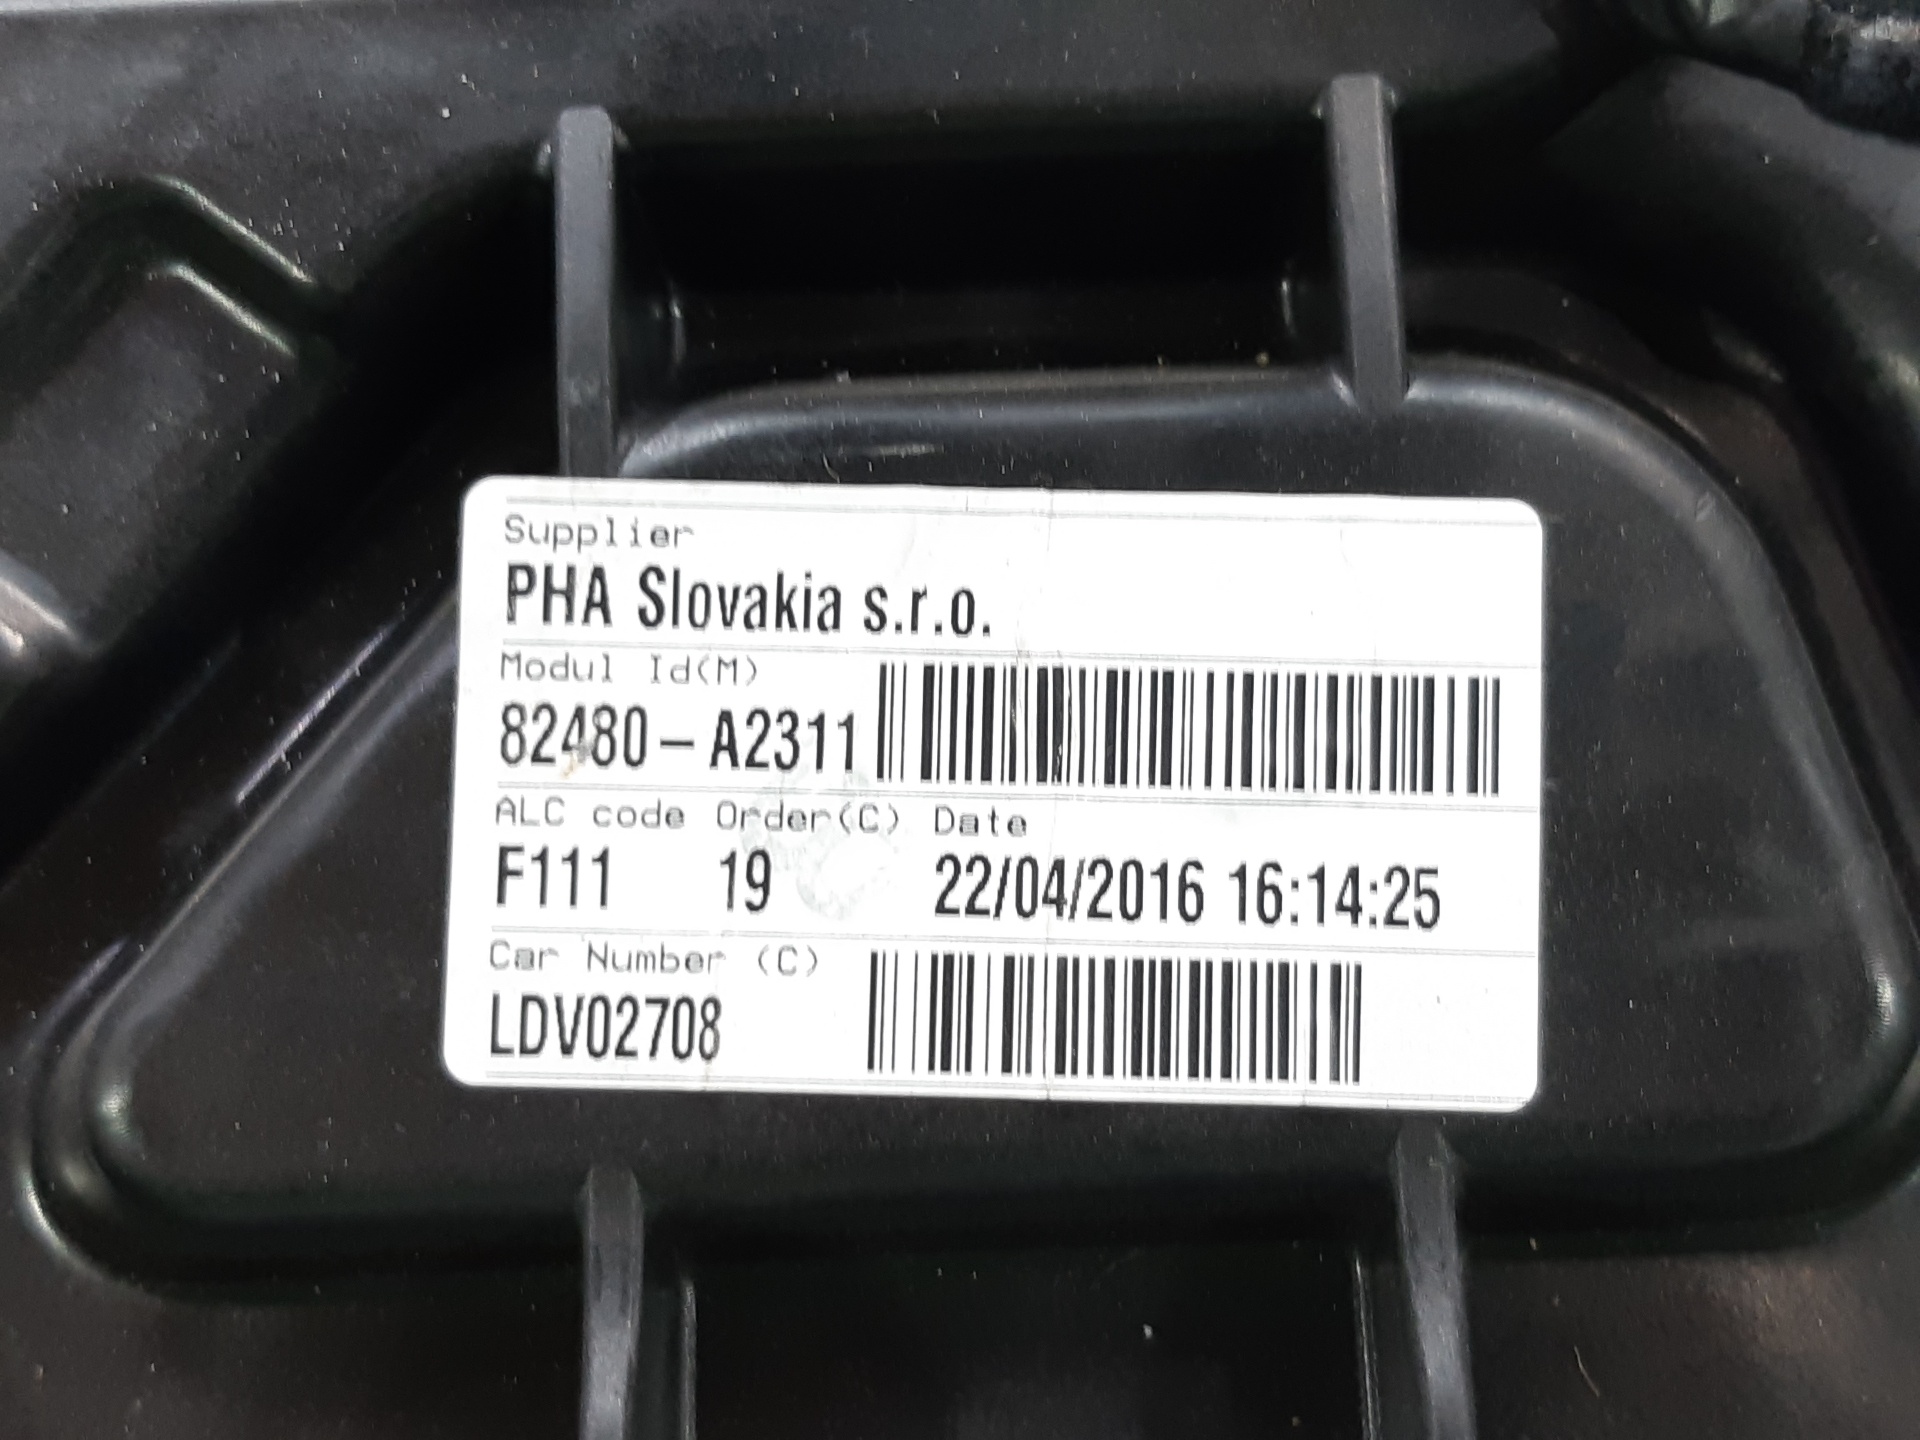 Supplier
PHA Slovakia s.r.o.
Modul Id(M)
82480-A2311
ALC code Order(C) Date
F111 19 22/04/2016 16:14:25
Car Number (C)
LDV02708